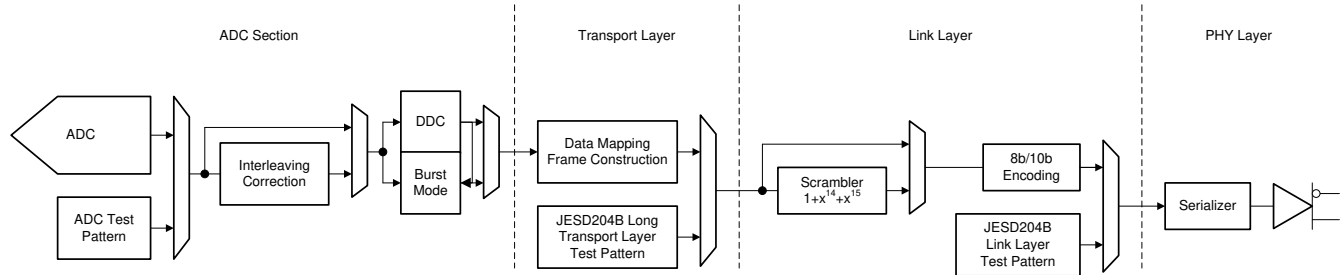 ADC Section
Transport Layer
Link Layer
PHY Layer
ADC
ADC Test
Pattern
Interleaving
Correction
DDC
Burst
Mode
Data Mapping
Frame Construction
JESD204B Long
Transport Layer
Test Pattern
Scrambler
1+x^14+x^15
8b/10b
Encoding
JESD204B
Link Layer
Test Pattern
Serializer